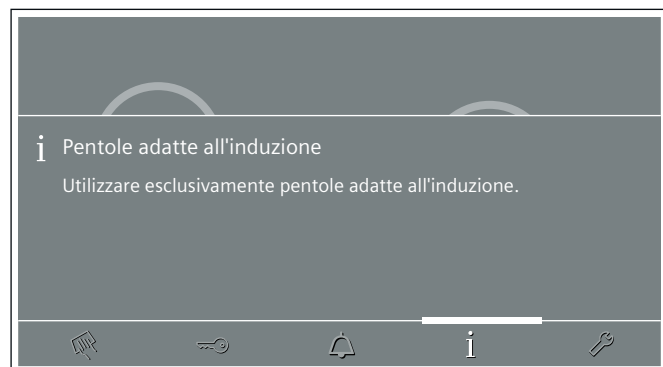 i Pentole adatte all'induzione
Utilizzare esclusivamente pentole adatte all'induzione.
i